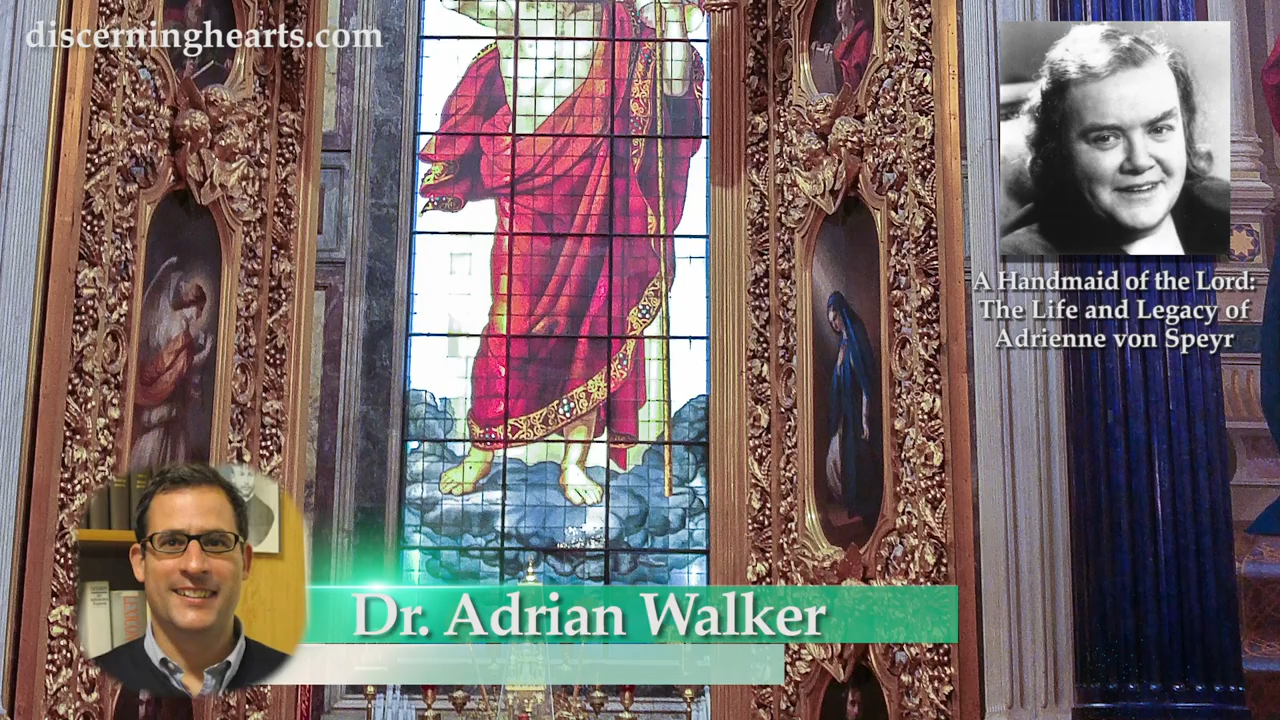 discerninghearts.com
A Handmaid of the Lord:
The Life and Legacy of
Adrienne von Speyr
Dr. Adrian Walker